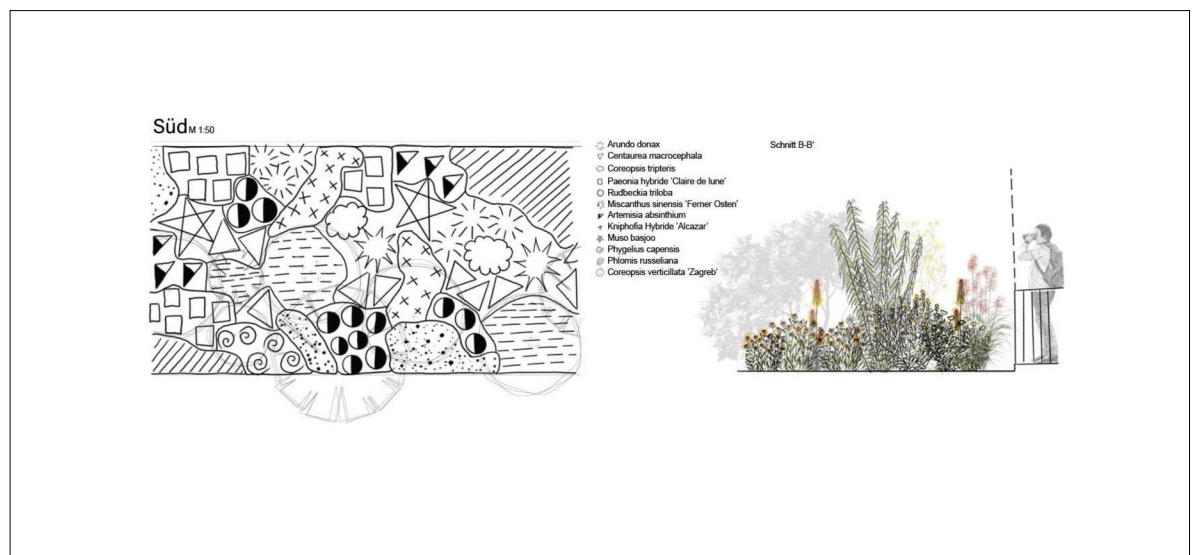 Süd M 1:50
Arundo donax
Centaurea macrocephala
Coreopsis tripteris
Paeonia hybride 'Claire de lune'
Rudbeckia triloba
Miscanthus sinensis 'Ferner Osten'
Artemisia absinthium
Kniphofia Hybride 'Alcazar'
Muso basjoo
Phygelius capensis
Phlomis russeliana
Coreopsis verticillata 'Zagreb'
Schnitt B-B'